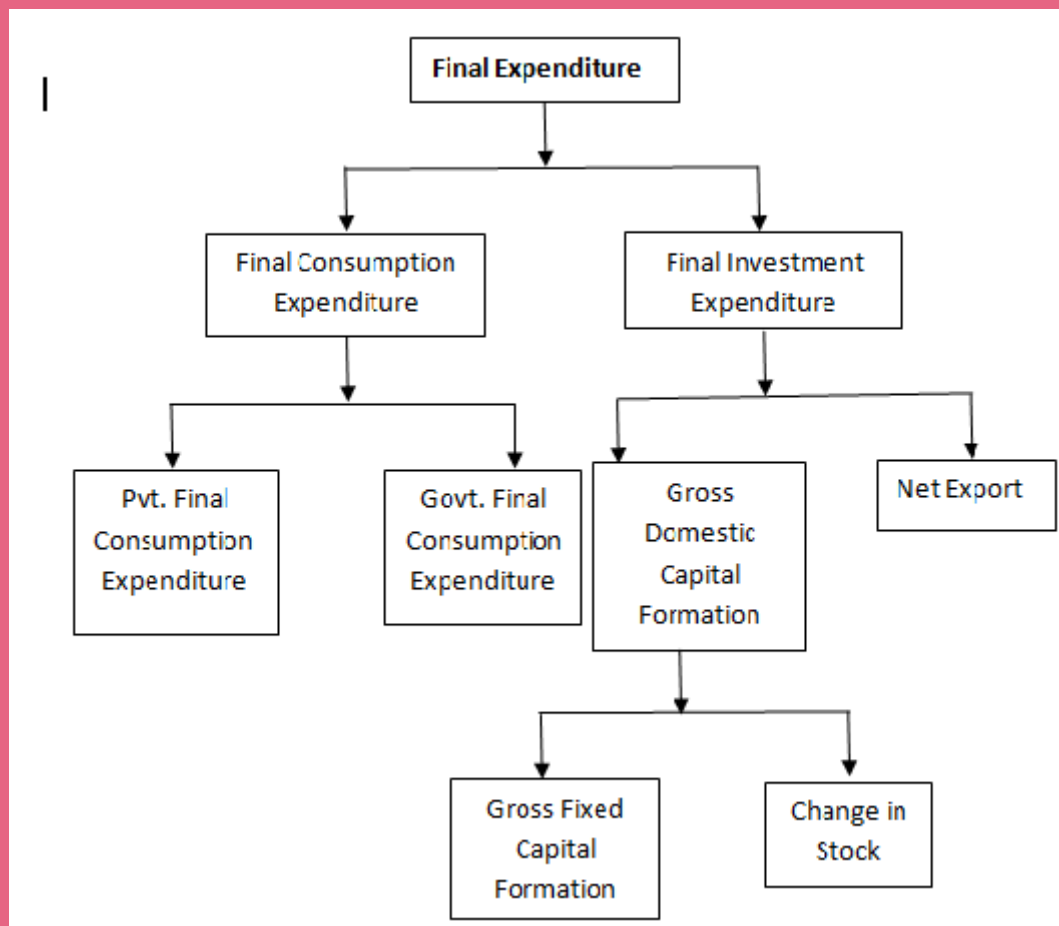 Final Expenditure
Final Consumption
Expenditure
Final Investment
Expenditure
Pvt. Final
Consumption
Expenditure
Govt. Final
Consumption
Expenditure
Gross
Domestic
Capital
Formation
Net Export
Gross Fixed
Capital
Formation
Change in
Stock